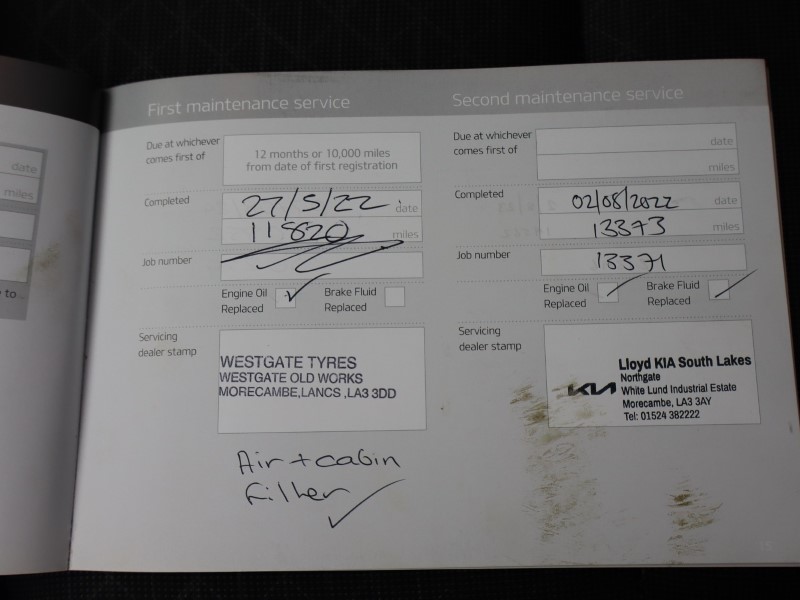 First maintenance service
Due at whichever
comes first of
12 months or 10,000 miles
from date of first registration
Completed
27/5/22 date
11820 miles
Job number
Engine Oil
Replaced
Brake Fluid
Replaced
Servicing
dealer stamp
WESTGATE TYRES
WESTGATE OLD WORKS
MORECAMBE,LANCS ,LA3 3DD
Air + cabin
filter
Second maintenance service
Due at whichever
comes first of
date
miles
Completed
02/08/2022 date
13373 miles
Job number
13371
Engine Oil
Replaced
Brake Fluid
Replaced
Servicing
dealer stamp
KIA
Lloyd KIA South Lakes
Northgate
White Lund Industrial Estate
Morecambe, LA3 3AY
Tel: 01524 382222
date
miles
e to